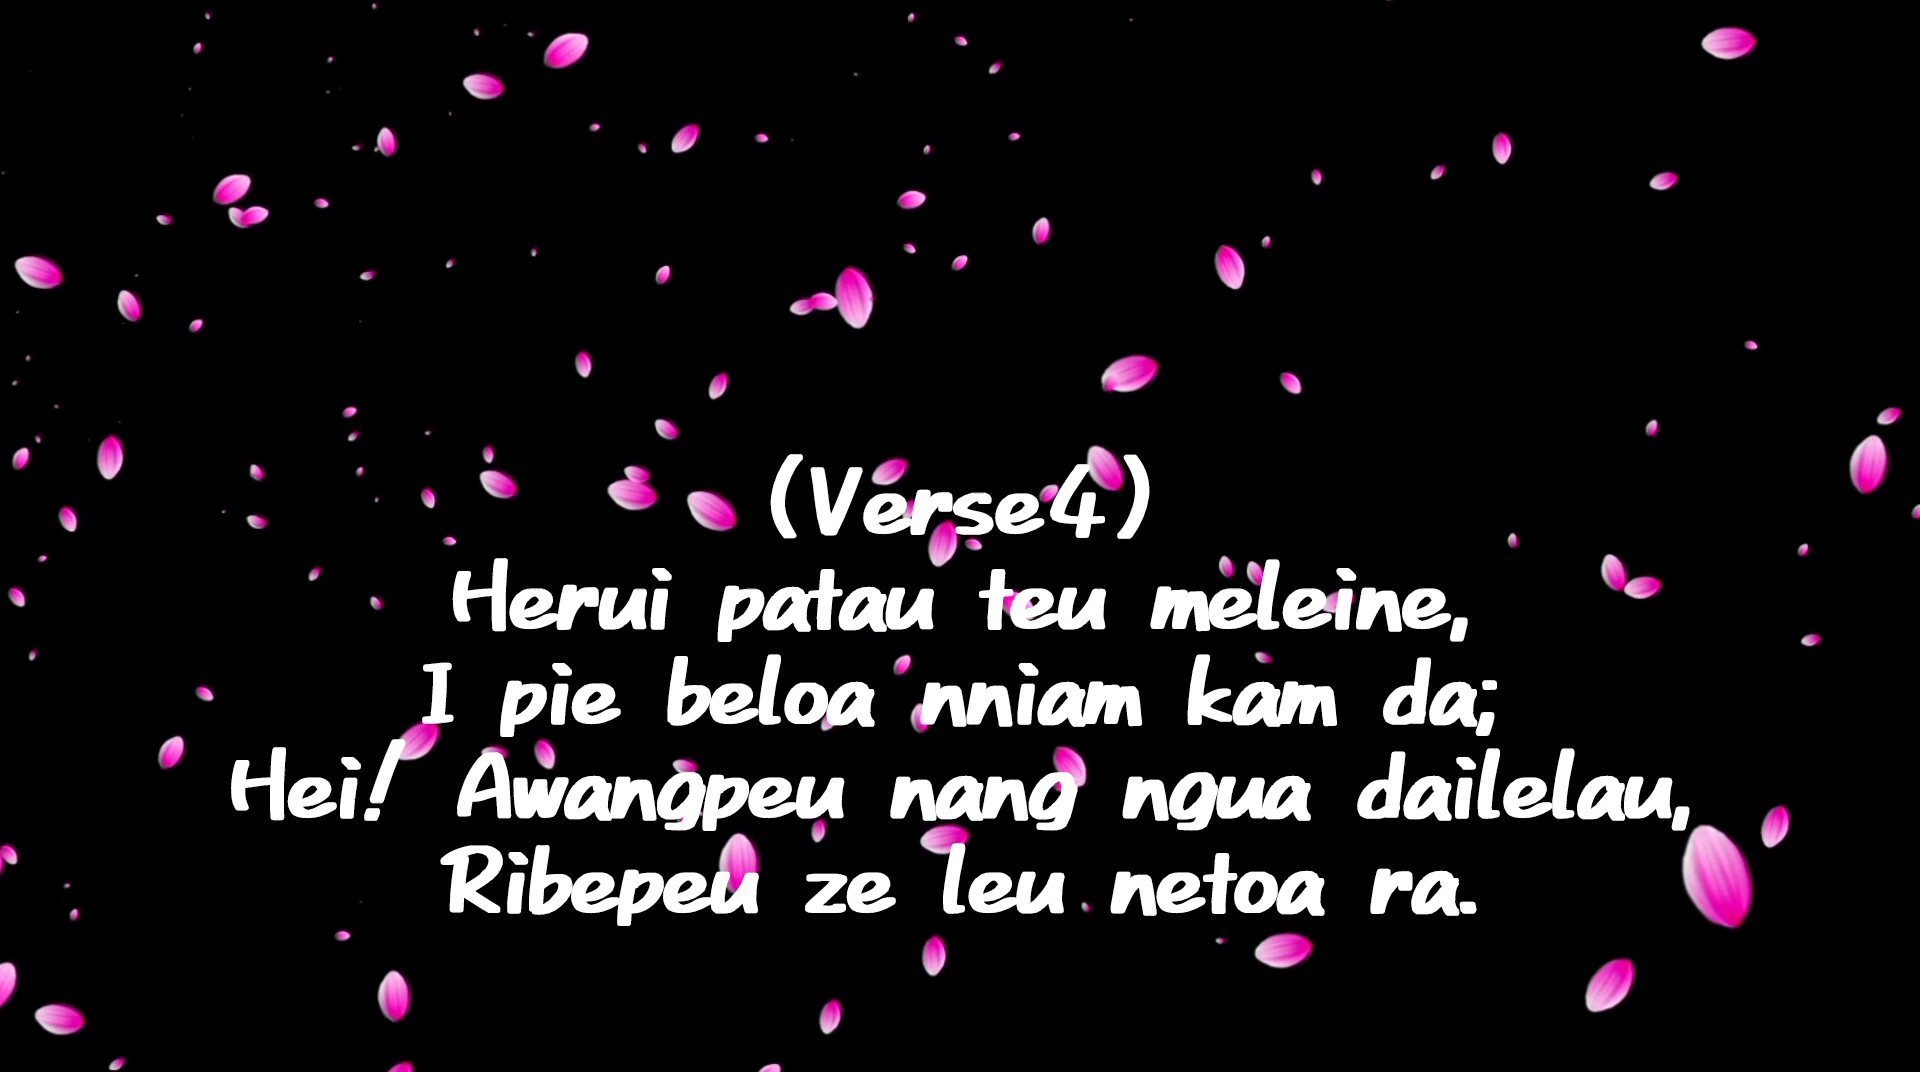 (Verse4)
Herui patau teu meleine,
I pie beloa nniam kam da;
Hei! Awangpeu nang ngua dailelau,
Ribepeu ze leu netoa ra.